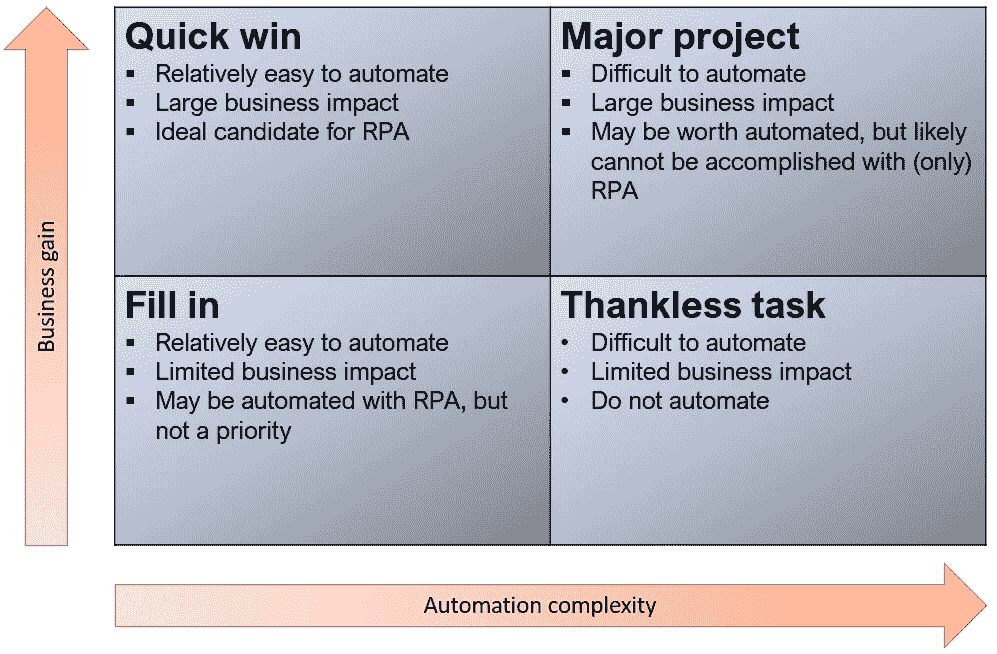 Quick win
▪ Relatively easy to automate
▪ Large business impact
▪ Ideal candidate for RPA
Major project
▪ Difficult to automate
▪ Large business impact
▪ May be worth automated, but likely
cannot be accomplished with (only)
RPA
Business gain
Fill in
▪ Relatively easy to automate
▪ Limited business impact
▪ May be automated with RPA, but
not a priority
Thankless task
• Difficult to automate
• Limited business impact
• Do not automate
Automation complexity